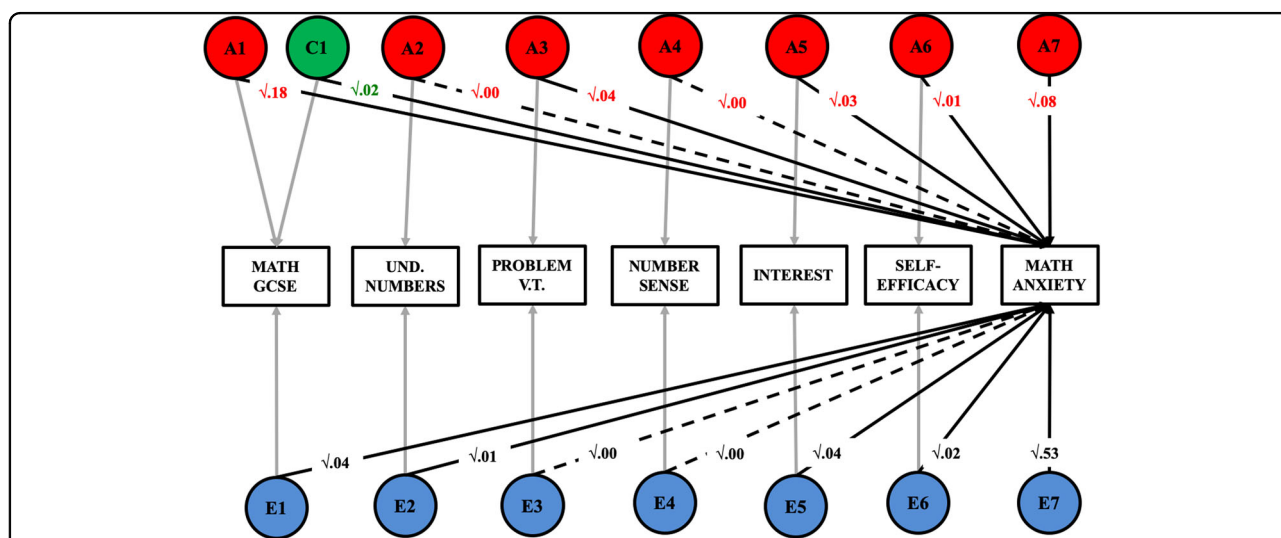 A1 C1 A2 A3 A4 A5 A6 A7
√.18 √.02 √.00 √.04 √.00 √.03 √.01 √.08
MATH
GCSE
UND.
NUMBERS
PROBLEM
V.T.
NUMBER
SENSE
INTEREST
SELF-
EFFICACY
MATH
ANXIETY
√.04 √.01 √.00 √.00 √.04 √.02 √.53
E1 E2 E3 E4 E5 E6 E7